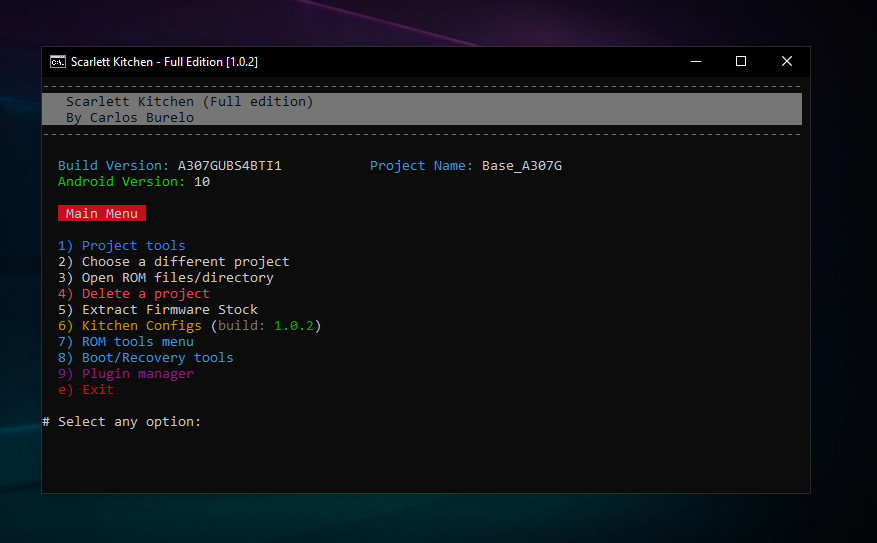 Scarlett Kitchen - Full Edition [1.0.2]
Scarlett Kitchen (Full edition)
By Carlos Burelo
Build Version: A307GUBS4BTI1 Project Name: Base_A307G
Android Version: 10
Main Menu
1) Project tools
2) Choose a different project
3) Open ROM files/directory
4) Delete a project
5) Extract Firmware Stock
6) Kitchen Configs (build: 1.0.2)
7) ROM tools menu
8) Boot/Recovery tools
9) Plugin manager
e) Exit
# Select any option: